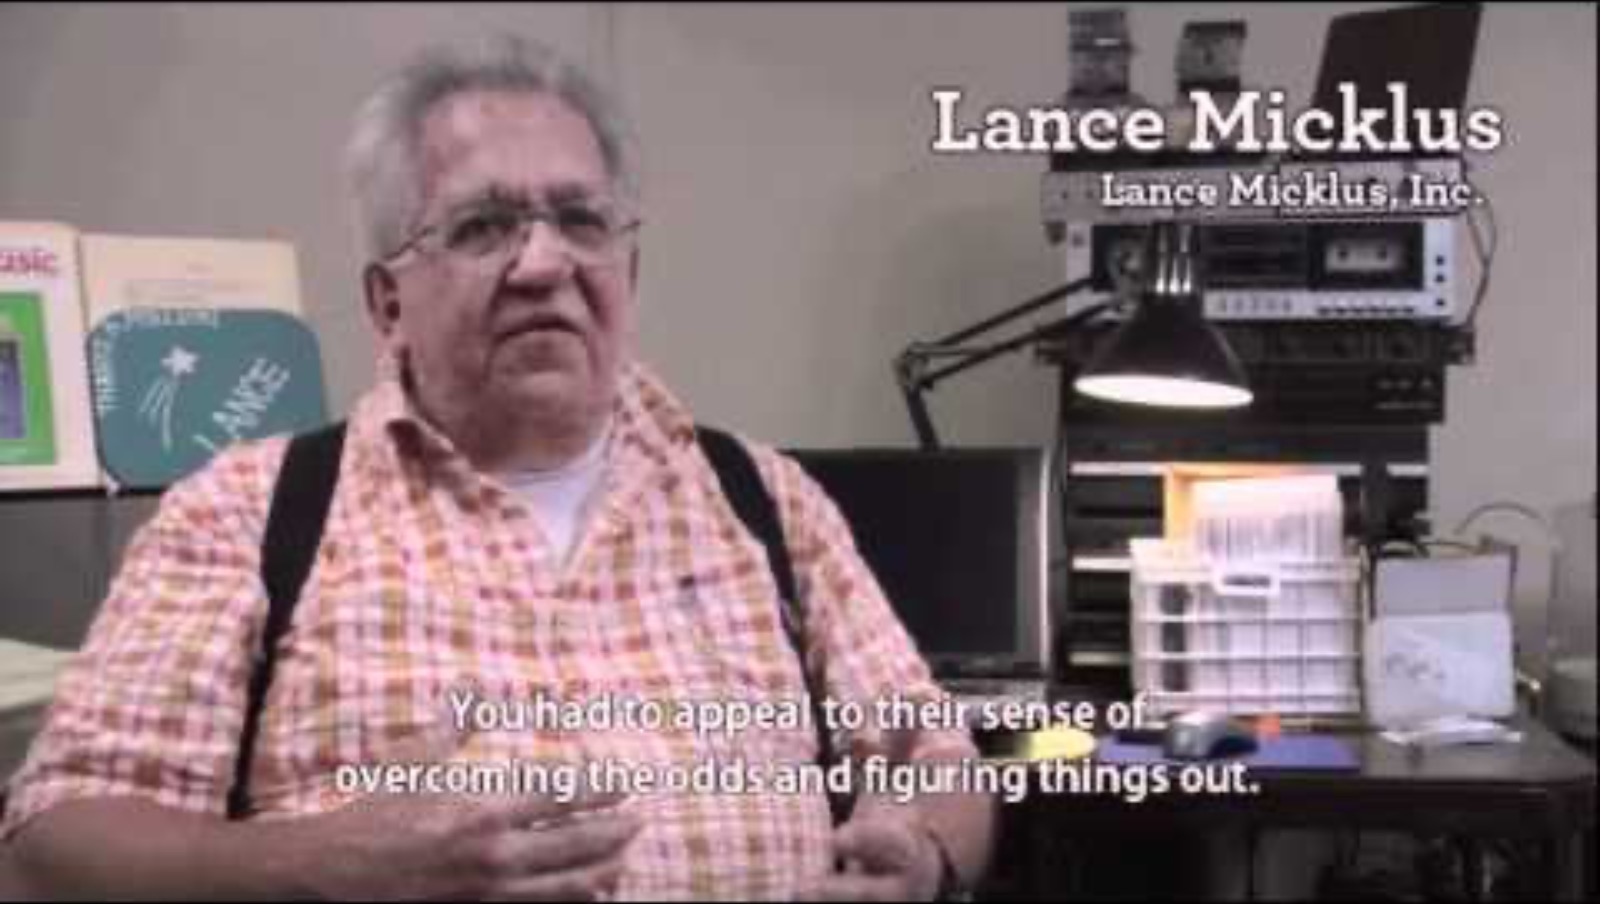 Lance Micklus
Lance Micklus, Inc.
LANCE
You had to appeal to their sense of
overcoming the odds and figuring things out.